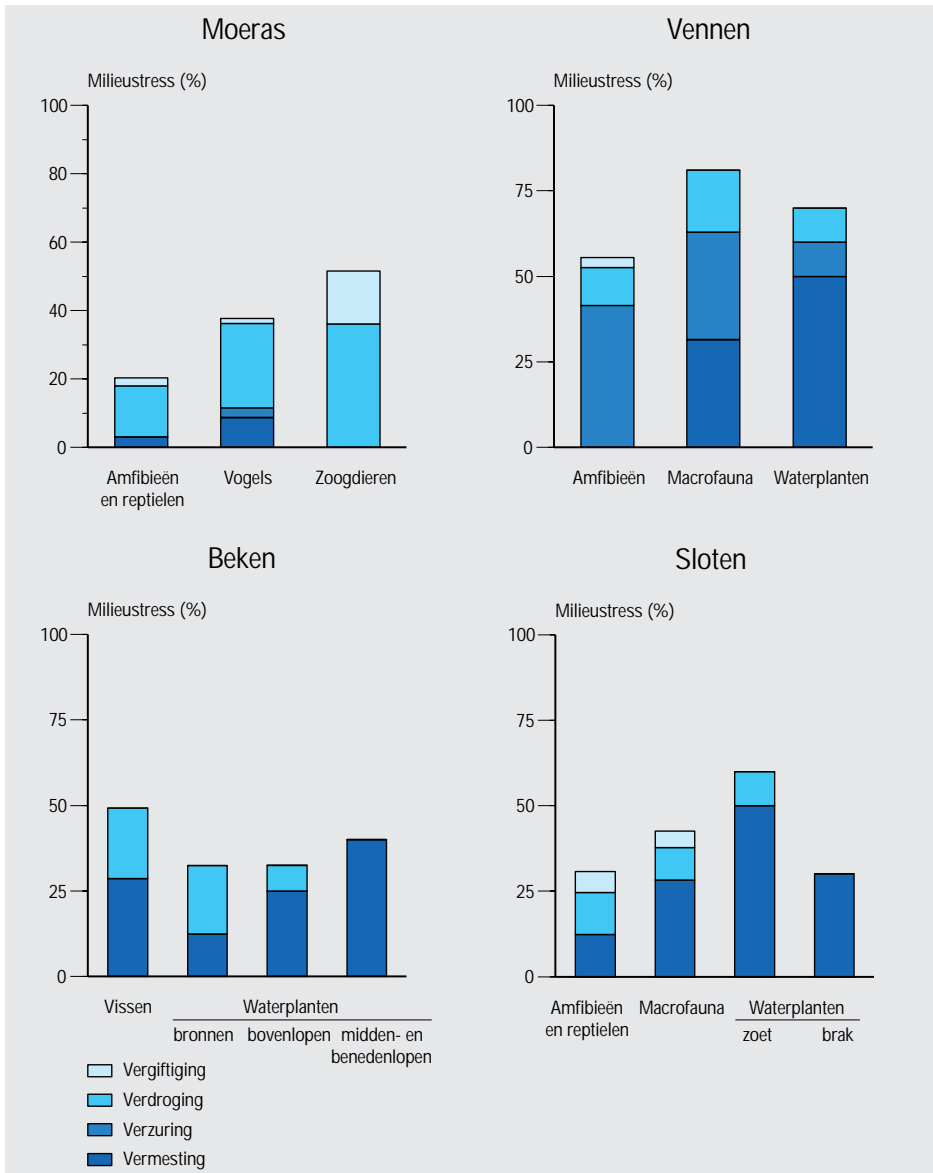 Moeras
Milieustress (%)
100
80
60
40
20
0
Amfibieën
en reptielen
Vogels
Zoogdieren
Vennen
Milieustress (%)
100
75
50
25
0
Amfibieën
Macrofauna
Waterplanten
Beken
Milieustress (%)
100
75
50
25
0
Vissen
Waterplanten
bronnen
bovenlopen
midden- en
benedenlopen
Sloten
Milieustress (%)
100
75
50
25
0
Amfibieën
en reptielen
Macrofauna
Waterplanten
zoet
brak
Vergiftiging
Verdroging
Verzuring
Vermesting